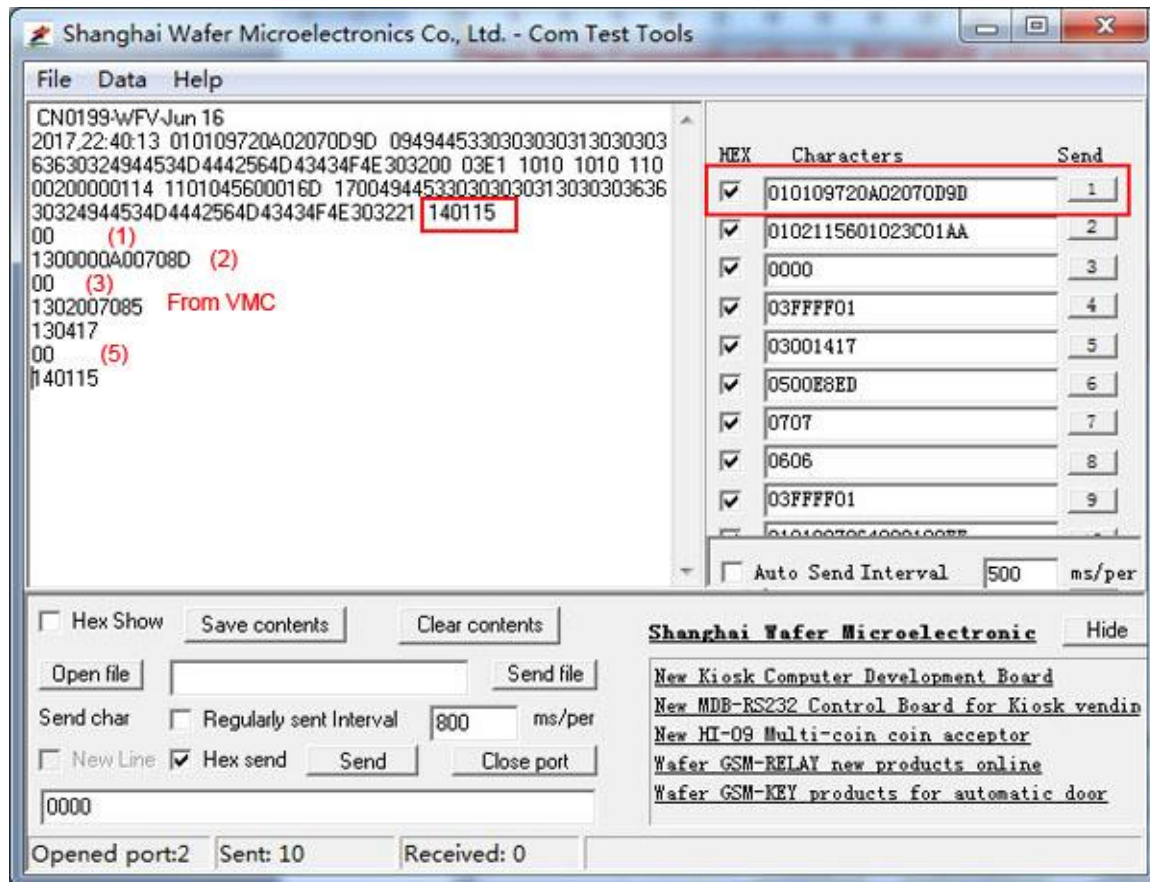 Shanghai Wafer Microelectronics Co., Ltd. - Com Test Tools
File Data Help
CN0199-WFV-Jun 16
2017,22:40:13 010109720A02070D9D 09494453303030303130303033
63630324944534D4442564D43434F4E303200 03E1 1010 1010 110
00200000114 1101045600016D 170049445330303030313030303636
30324944534D4442564D43434F4E303221 140115
00 (1)
1300000A00708D (2)
00 (3)
1302007085 From VMC
130417
00 (5)
140115
HEX Characters Send
010109720A02070D9B 1
0102115601023C01AA 2
0000 3
03FFFF01 4
03001417 5
0500E8ED 6
0707 7
0606 8
03FFFF01 9
Auto Send Interval 500 ms/per
Hex Show Save contents Clear contents
Open file Send file
Send char Regularly sent Interval 800 ms/per
New Line Hex send Send Close port
0000
Shanghai Wafer Microelectronic Hide
New Kiosk Computer Development Board
New MDB-RS232 Control Board for Kiosk vendin
New HI-09 Multi-coin coin acceptor
Wafer GSM-RELAY new products online
Wafer GSM-KEY products for automatic door
Opened port:2 Sent: 10 Received: 0